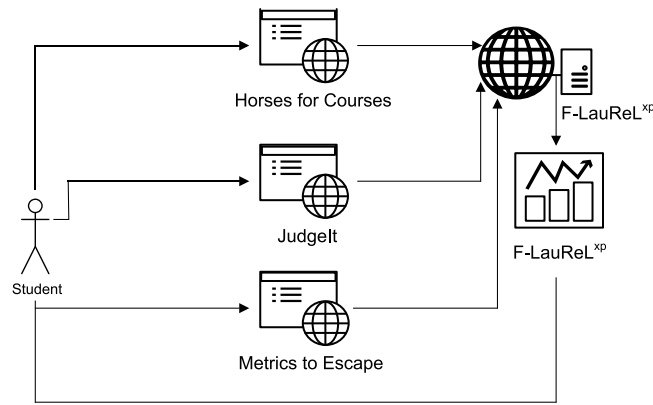 Horses for Courses
F-LauReL^xp
JudgeIt
F-LauReL^xp
Student
Metrics to Escape